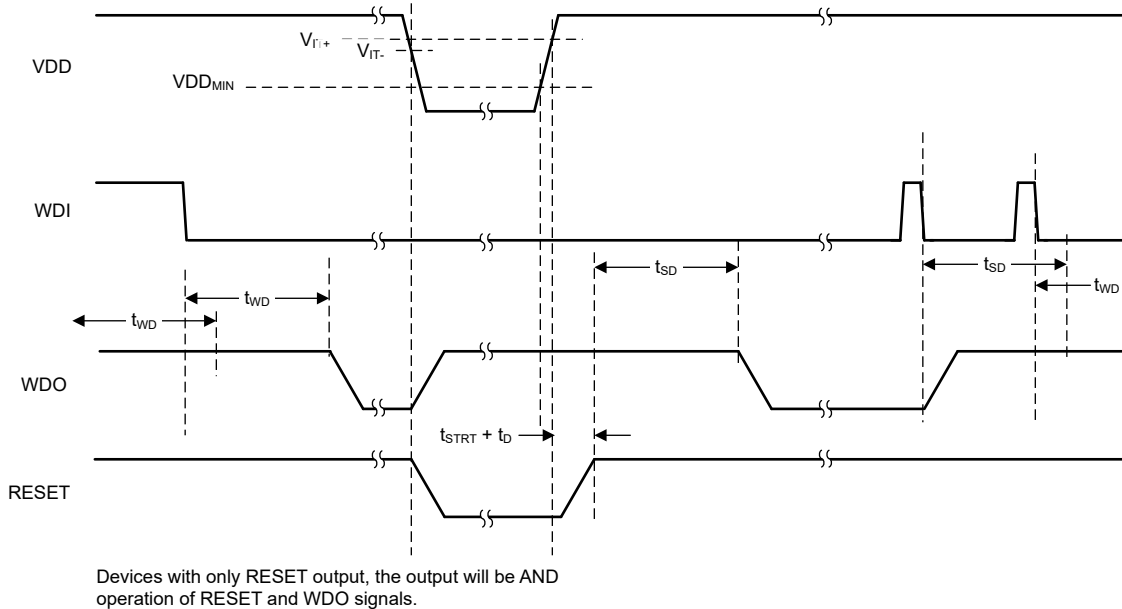 VDD
VIT+
VIT-
VDDMIN
WDI
tSD
tSD
tWD
tWD
tWD
WDO
tSTRT + tD
RESET
Devices with only RESET output, the output will be AND
operation of RESET and WDO signals.